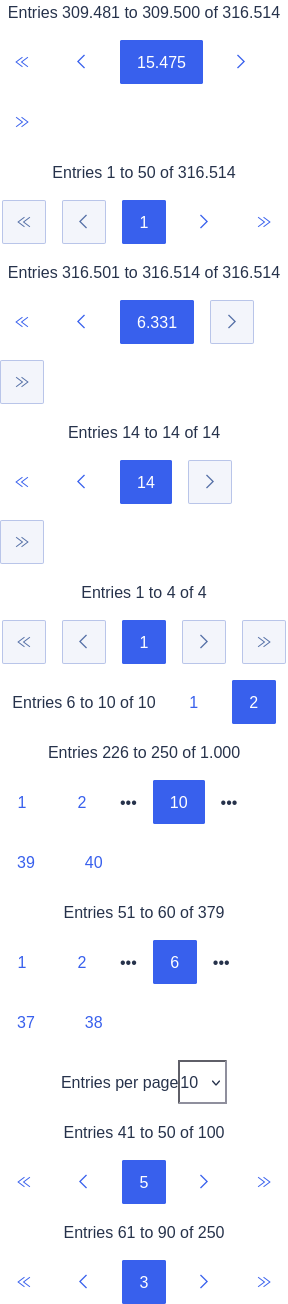 Entries 309.481 to 309.500 of 316.514
15.475
Entries 1 to 50 of 316.514
1
Entries 316.501 to 316.514 of 316.514
6.331
Entries 14 to 14 of 14
14
Entries 1 to 4 of 4
1
Entries 6 to 10 of 10 1 2
Entries 226 to 250 of 1.000
1 2 ••• 10 •••
39 40
Entries 51 to 60 of 379
1 2 ••• 6 •••
37 38
Entries per page 10
Entries 41 to 50 of 100
5
Entries 61 to 90 of 250
3